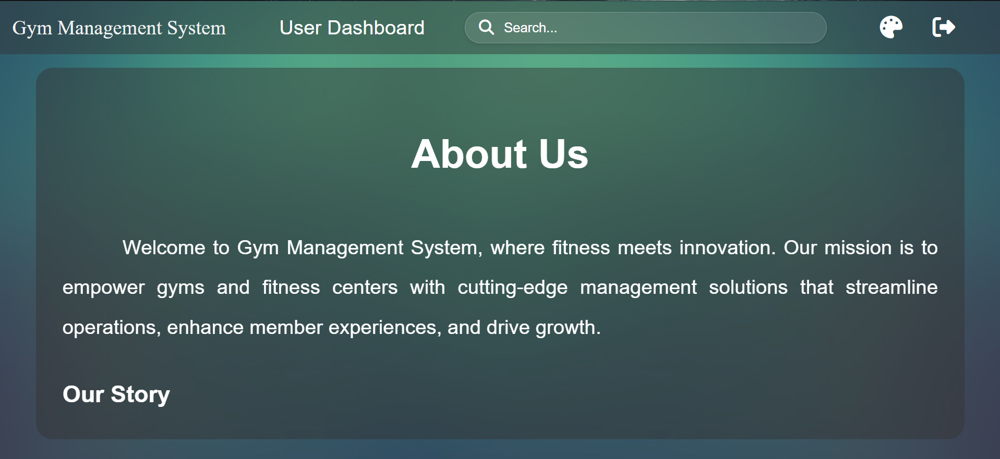 Gym Management System
User Dashboard
Search...
About Us
Welcome to Gym Management System, where fitness meets innovation. Our mission is to
empower gyms and fitness centers with cutting-edge management solutions that streamline
operations, enhance member experiences, and drive growth.
Our Story